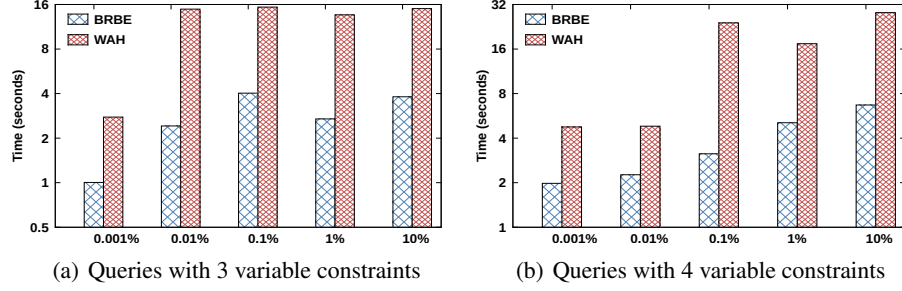 BRBE
WAH
Time (seconds)
16
8
4
2
1
0.5
0.001%
0.01%
0.1%
1%
10%
(a) Queries with 3 variable constraints
BRBE
WAH
Time (seconds)
32
16
8
4
2
1
0.001%
0.01%
0.1%
1%
10%
(b) Queries with 4 variable constraints